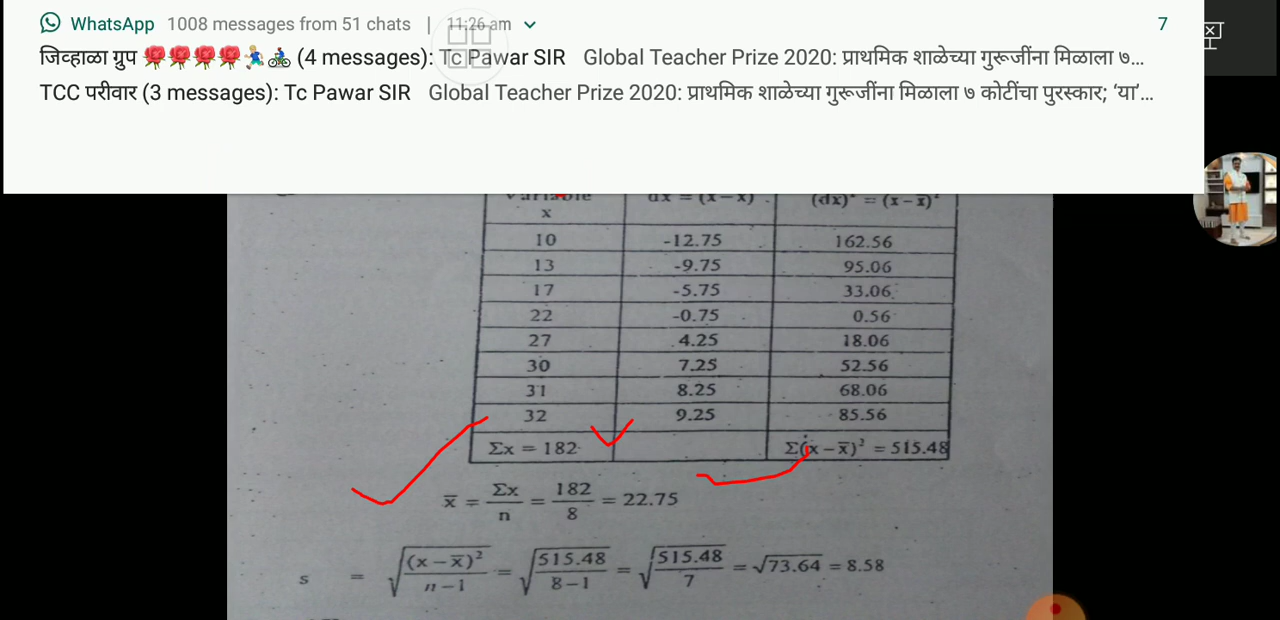 WhatsApp 1008 messages from 51 chats | 11:26 am 7
जिव्हाळा ग्रुप 🌹🌹🌹🌹🏃🏼‍♂️🚴 (4 messages): Tc Pawar SIR Global Teacher Prize 2020: प्राथमिक शाळेच्या गुरूजींना मिळाला ७...
TCC परीवार (3 messages): Tc Pawar SIR Global Teacher Prize 2020: प्राथमिक शाळेच्या गुरूजींना मिळाला ७ कोटींचा पुरस्कार; ‘या’...
Variable dx = (x − x̄) (dx)² = (x − x̄)²
x
10 -12.75 162.56
13 -9.75 95.06
17 -5.75 33.06
22 -0.75 0.56
27 4.25 18.06
30 7.25 52.56
31 8.25 68.06
32 9.25 85.56
Σx = 182 Σ(x − x̄)² = 515.48
x̄ = Σx/n = 182/8 = 22.75
s = √((x − x̄)²/(n − 1)) = √(515.48/(8 − 1)) = √(515.48/7) = √73.64 = 8.58